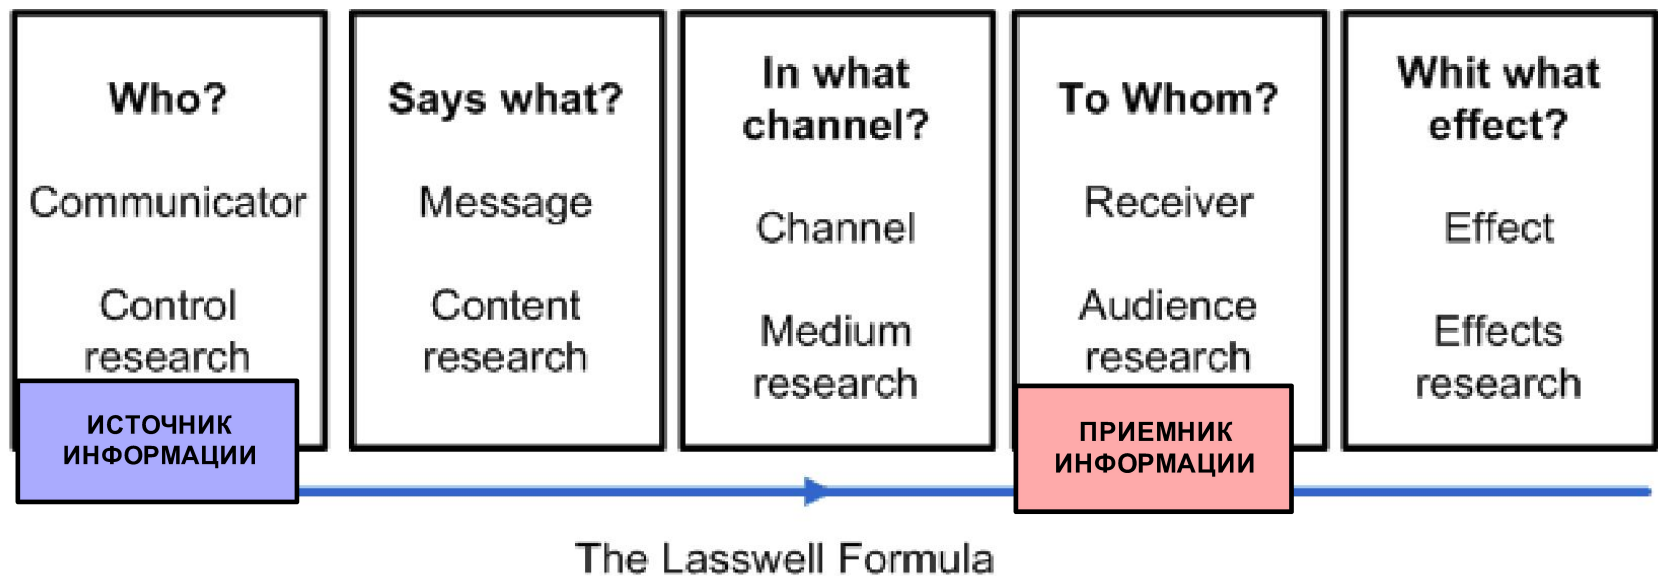 Who?
Communicator
Control
research
ИСТОЧНИК
ИНФОРМАЦИИ
Says what?
Message
Content
research
In what
channel?
Channel
Medium
research
To Whom?
Receiver
Audience
research
ПРИЕМНИК
ИНФОРМАЦИИ
Whit what
effect?
Effect
Effects
research
The Lasswell Formula